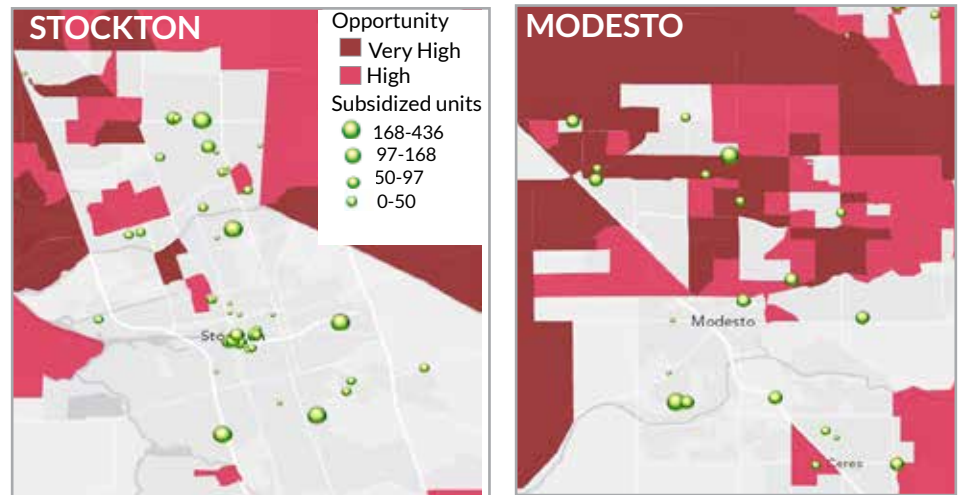 STOCKTON
Opportunity
Very High
High
Subsidized units
168-436
97-168
50-97
0-50
MODESTO
Modesto
Ceres